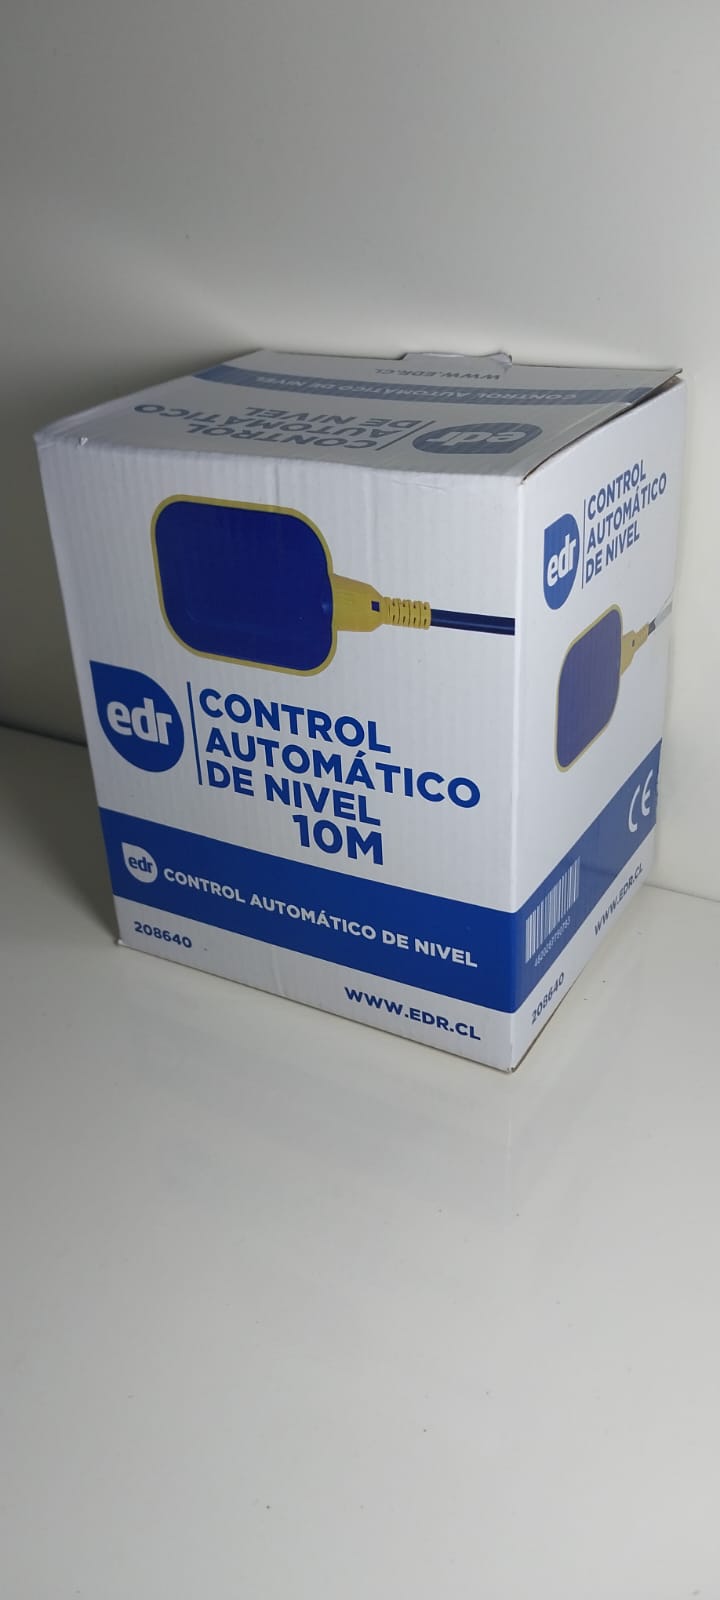 WWW.EDR.CL
CONTROL AUTOMÁTICO DE NIVEL
edr
CONTROL
AUTOMÁTICO
DE NIVEL
edr
CONTROL
AUTOMÁTICO
DE NIVEL
10M
edr
CONTROL AUTOMÁTICO DE NIVEL
208640
WWW.EDR.CL
edr
CONTROL
AUTOMÁTICO
DE NIVEL
CE
WWW.EDR.CL
208640